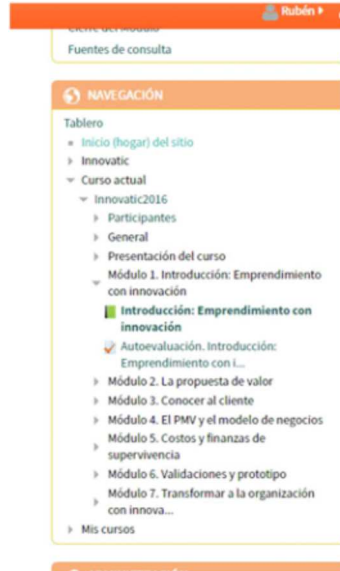 Rubén
Cierre del Módulo
Fuentes de consulta
NAVEGACIÓN
Tablero
Inicio (hogar) del sitio
Innovatic
Curso actual
Innovatic2016
Participantes
General
Presentación del curso
Módulo 1. Introducción: Emprendimiento
con innovación
Introducción: Emprendimiento con
innovación
Autoevaluación. Introducción:
Emprendimiento con i...
Módulo 2. La propuesta de valor
Módulo 3. Conocer al cliente
Módulo 4. El PMV y el modelo de negocios
Módulo 5. Costos y finanzas de
supervivencia
Módulo 6. Validaciones y prototipo
Módulo 7. Transformar a la organización
con innova...
Mis cursos